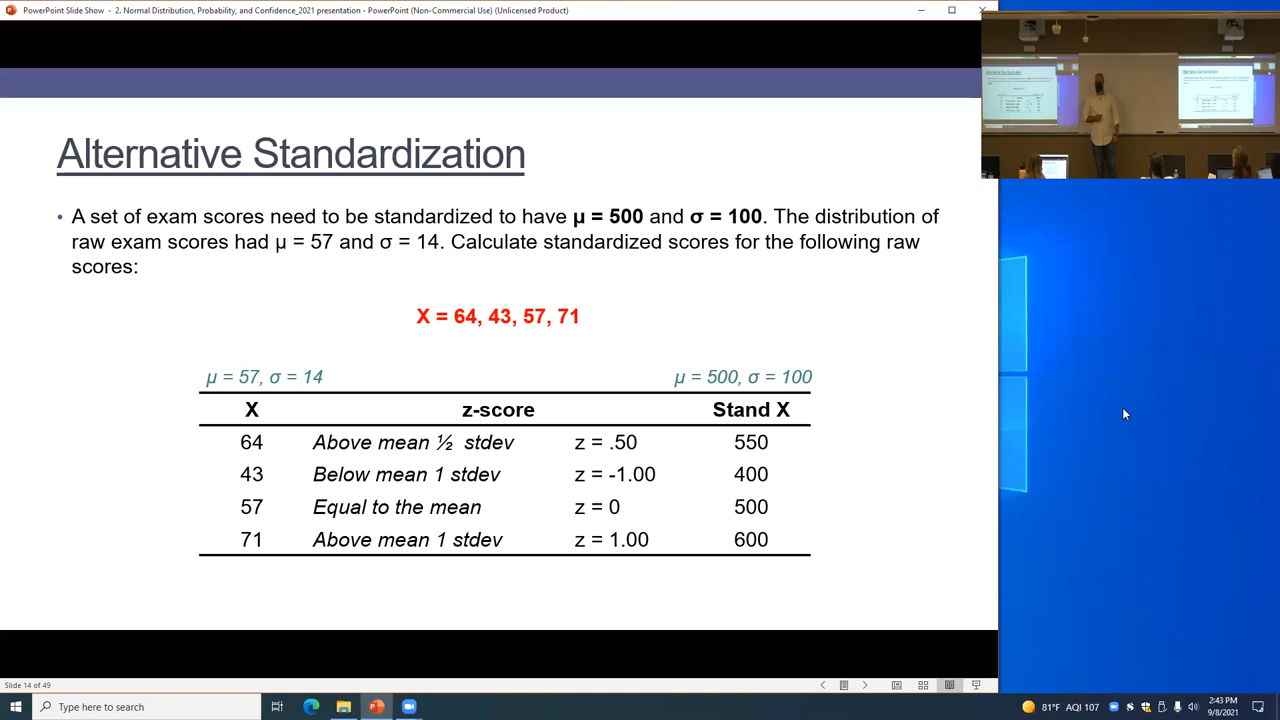 PowerPoint Slide Show - 2. Normal Distribution, Probability, and Confidence_2021 presentation - PowerPoint (Non-Commercial Use) (Unlicensed Product)
Alternative Standardization
• A set of exam scores need to be standardized to have μ = 500 and σ = 100. The distribution of
raw exam scores had μ = 57 and σ = 14. Calculate standardized scores for the following raw
scores:
X = 64, 43, 57, 71
μ = 57, σ = 14 μ = 500, σ = 100
X z-score Stand X
64 Above mean ½ stdev z = .50 550
43 Below mean 1 stdev z = -1.00 400
57 Equal to the mean z = 0 500
71 Above mean 1 stdev z = 1.00 600
Slide 14 of 49
Type here to search
81°F AQI 107
2:43 PM
9/8/2021